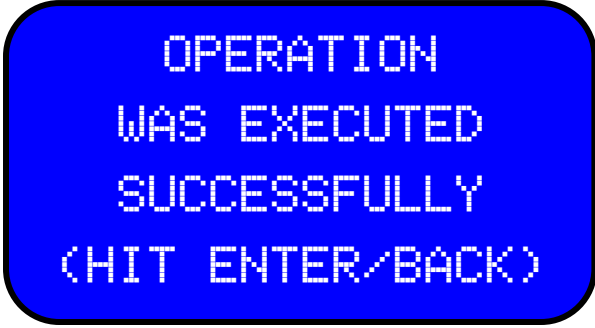 OPERATION
WAS EXECUTED
SUCCESSFULLY
(HIT ENTER/BACK)